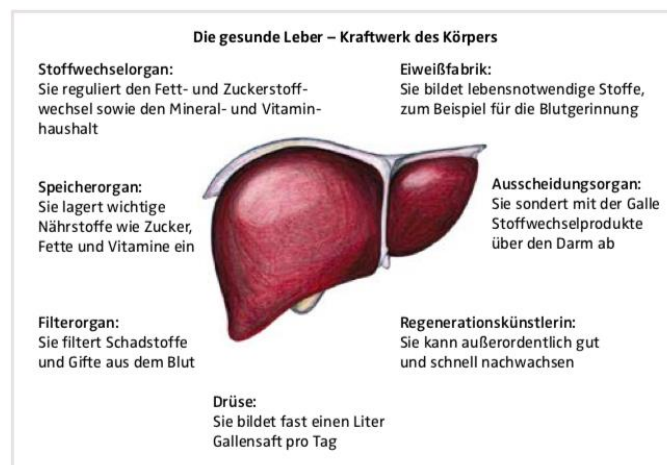 Die gesunde Leber – Kraftwerk des Körpers
Stoffwechselorgan:
Sie reguliert den Fett- und Zuckerstoff-
wechsel sowie den Mineral- und Vitamin-
haushalt
Eiweißfabrik:
Sie bildet lebensnotwendige Stoffe,
zum Beispiel für die Blutgerinnung
Speicherorgan:
Sie lagert wichtige
Nährstoffe wie Zucker,
Fette und Vitamine ein
Ausscheidungsorgan:
Sie sondert mit der Galle
Stoffwechselprodukte
über den Darm ab
Filterorgan:
Sie filtert Schadstoffe
und Gifte aus dem Blut
Regenerationskünstlerin:
Sie kann außerordentlich gut
und schnell nachwachsen
Drüse:
Sie bildet fast einen Liter
Gallensaft pro Tag